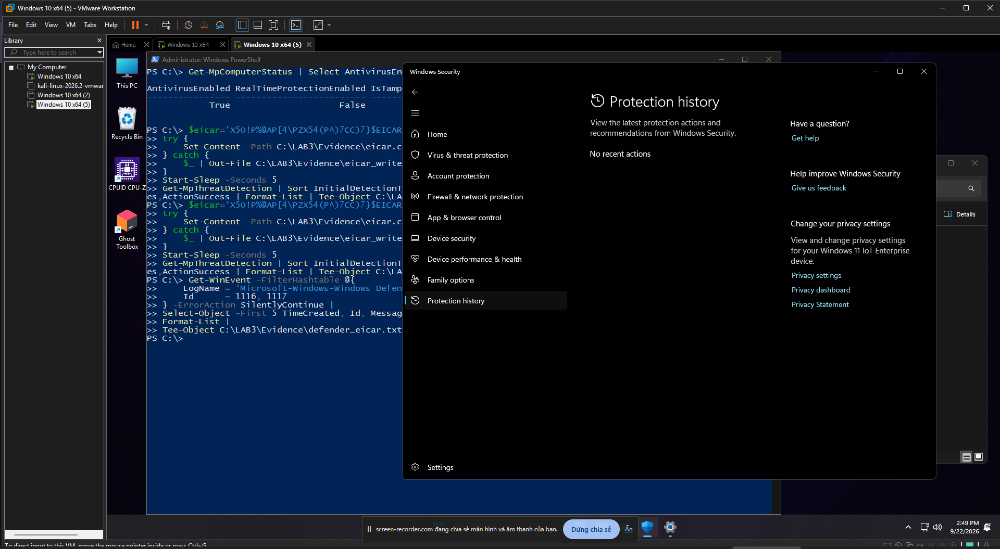 Windows 10 x64 (5) - VMware Workstation
File Edit View VM Tabs Help
Library
Type here to search
My Computer
Windows 10 x64
kali-linux-2026.2-vmwar
Windows 10 x64 (2)
Windows 10 x64 (5)
Home
Windows 10 x64
Windows 10 x64 (5)
This PC
Recycle Bin
CPUID CPU-Z
Ghost
Toolbox
Administrator: Windows PowerShell
PS C:\> Get-MpComputerStatus | Select AntivirusEn
AntivirusEnabled RealTimeProtectionEnabled IsTamp
---------------- ------------------------- ------
True False
PS C:\> $eicar='X5O!P%@AP[4\PZX54(P^)7CC)7}$EICAR
>> try {
>> Set-Content -Path C:\LAB3\Evidence\eicar.c
>> } catch {
>> $_ | Out-File C:\LAB3\Evidence\eicar_write
>> }
>> Start-Sleep -Seconds 5
>> Get-MpThreatDetection | Sort InitialDetectionT
es,ActionSuccess | Format-List | Tee-Object C:\LA
PS C:\> $eicar='X5O!P%@AP[4\PZX54(P^)7CC)7}$EICAR
>> try {
>> Set-Content -Path C:\LAB3\Evidence\eicar.c
>> } catch {
>> $_ | Out-File C:\LAB3\Evidence\eicar_write
>> }
>> Start-Sleep -Seconds 5
>> Get-MpThreatDetection | Sort InitialDetectionT
es,ActionSuccess | Format-List | Tee-Object C:\LA
PS C:\> Get-WinEvent -FilterHashtable @{
>> LogName = 'Microsoft-Windows-Windows Defen
>> Id = 1116, 1117
>> } -ErrorAction SilentlyContinue |
>> Select-Object -First 5 TimeCreated, Id, Messag
>> Format-List |
>> Tee-Object C:\LAB3\Evidence\defender_eicar.txt
PS C:\>
Windows Security
Home
Virus & threat protection
Account protection
Firewall & network protection
App & browser control
Device security
Device performance & health
Family options
Protection history
Settings
Protection history
View the latest protection actions and
recommendations from Windows Security.
No recent actions
Have a question?
Get help
Help improve Windows Security
Give us feedback
Change your privacy settings
View and change privacy settings
for your Windows 11 IoT Enterprise
device.
Privacy settings
Privacy dashboard
Privacy Statement
Details
screen-recorder.com đang chia sẻ màn hình và âm thanh của bạn.
Dừng chia sẻ
Ẩn
2:49 PM
9/22/2026
To direct input to this VM, move the mouse pointer inside or press Ctrl+G.